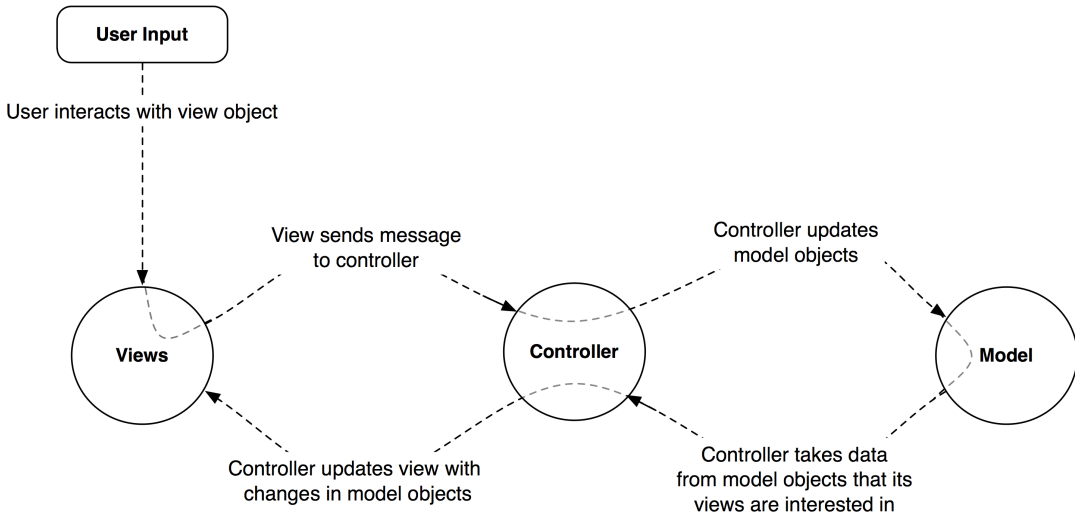 User Input
User interacts with view object
View sends message
to controller
Controller updates
model objects
Views
Controller
Model
Controller updates view with
changes in model objects
Controller takes data
from model objects that its
views are interested in